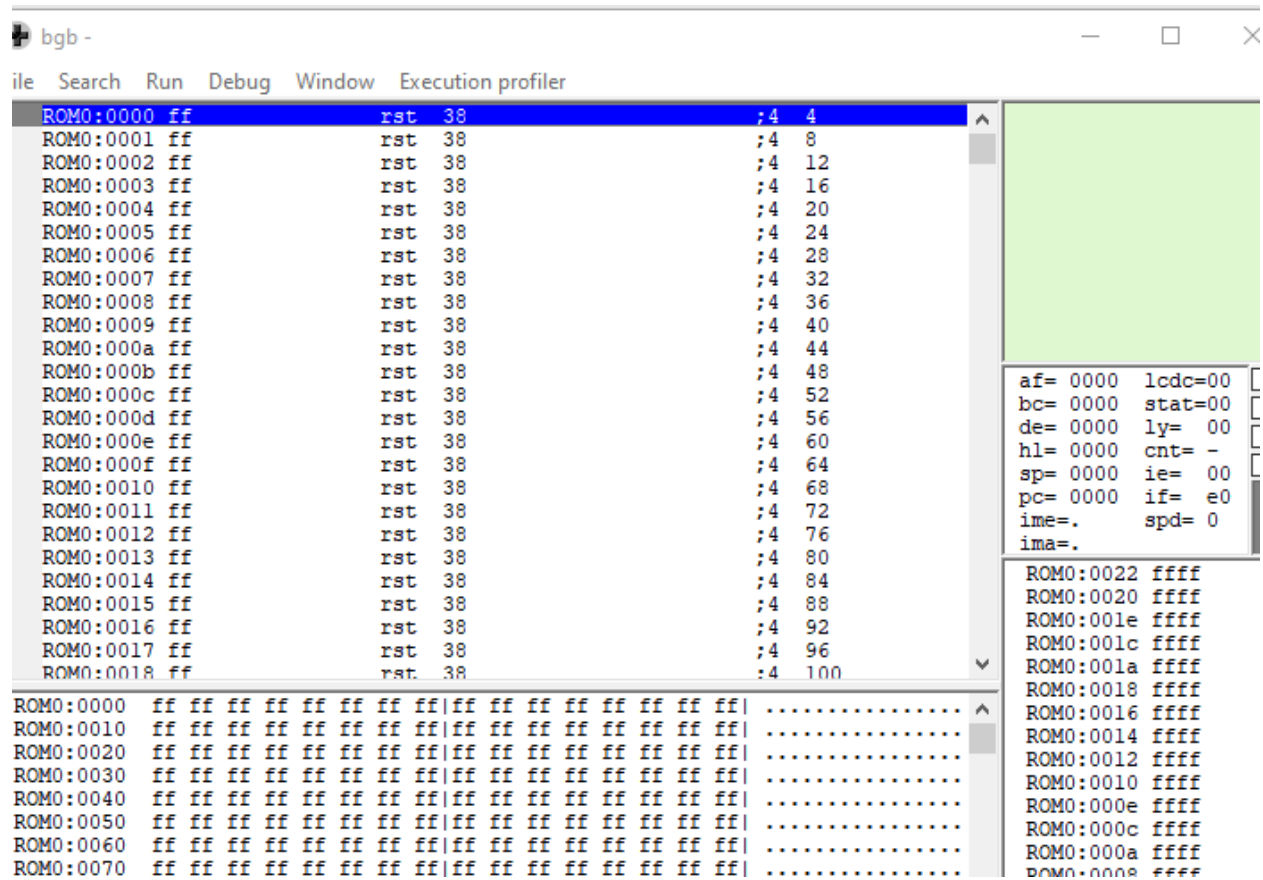 bgb -
ile Search Run Debug Window Execution profiler
ROM0:0000 ff rst 38 ;4 4
ROM0:0001 ff rst 38 ;4 8
ROM0:0002 ff rst 38 ;4 12
ROM0:0003 ff rst 38 ;4 16
ROM0:0004 ff rst 38 ;4 20
ROM0:0005 ff rst 38 ;4 24
ROM0:0006 ff rst 38 ;4 28
ROM0:0007 ff rst 38 ;4 32
ROM0:0008 ff rst 38 ;4 36
ROM0:0009 ff rst 38 ;4 40
ROM0:000a ff rst 38 ;4 44
ROM0:000b ff rst 38 ;4 48
ROM0:000c ff rst 38 ;4 52
ROM0:000d ff rst 38 ;4 56
ROM0:000e ff rst 38 ;4 60
ROM0:000f ff rst 38 ;4 64
ROM0:0010 ff rst 38 ;4 68
ROM0:0011 ff rst 38 ;4 72
ROM0:0012 ff rst 38 ;4 76
ROM0:0013 ff rst 38 ;4 80
ROM0:0014 ff rst 38 ;4 84
ROM0:0015 ff rst 38 ;4 88
ROM0:0016 ff rst 38 ;4 92
ROM0:0017 ff rst 38 ;4 96
ROM0:0018 ff rst 38 ;4 100
af= 0000 lcdc=00
bc= 0000 stat=00
de= 0000 ly= 00
hl= 0000 cnt= -
sp= 0000 ie= 00
pc= 0000 if= e0
ime=. spd= 0
ima=.
ROM0:0000 ff ff ff ff ff ff ff ff|ff ff ff ff ff ff ff ff| ................
ROM0:0010 ff ff ff ff ff ff ff ff|ff ff ff ff ff ff ff ff| ................
ROM0:0020 ff ff ff ff ff ff ff ff|ff ff ff ff ff ff ff ff| ................
ROM0:0030 ff ff ff ff ff ff ff ff|ff ff ff ff ff ff ff ff| ................
ROM0:0040 ff ff ff ff ff ff ff ff|ff ff ff ff ff ff ff ff| ................
ROM0:0050 ff ff ff ff ff ff ff ff|ff ff ff ff ff ff ff ff| ................
ROM0:0060 ff ff ff ff ff ff ff ff|ff ff ff ff ff ff ff ff| ................
ROM0:0070 ff ff ff ff ff ff ff ff|ff ff ff ff ff ff ff ff| ................
ROM0:0022 ffff
ROM0:0020 ffff
ROM0:001e ffff
ROM0:001c ffff
ROM0:001a ffff
ROM0:0018 ffff
ROM0:0016 ffff
ROM0:0014 ffff
ROM0:0012 ffff
ROM0:0010 ffff
ROM0:000e ffff
ROM0:000c ffff
ROM0:000a ffff
ROM0:0008 ffff